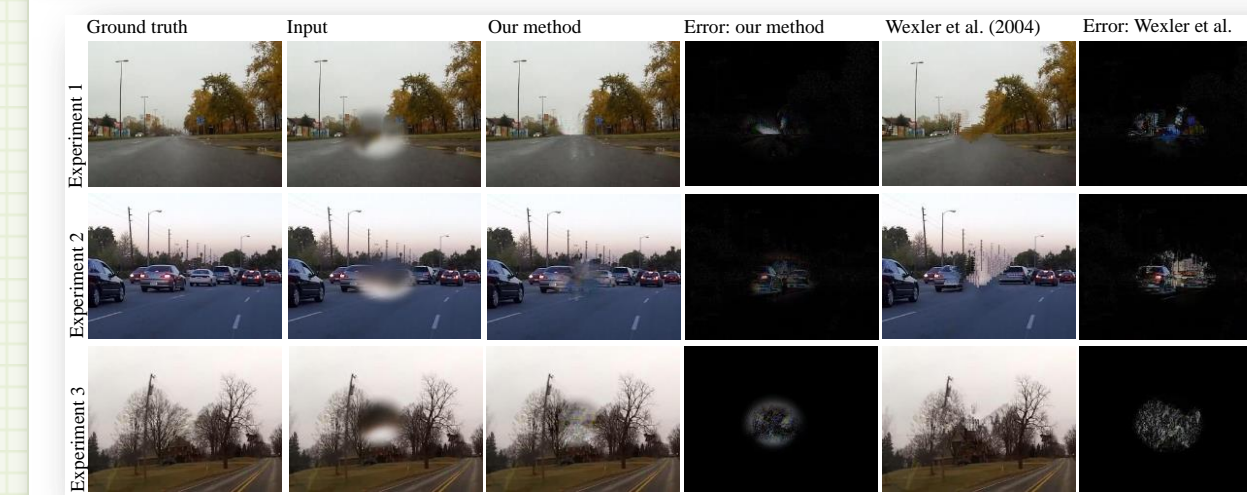 Ground truth Input Our method Error: our method Wexler et al. (2004) Error: Wexler et al.
Experiment 1
Experiment 2
Experiment 3